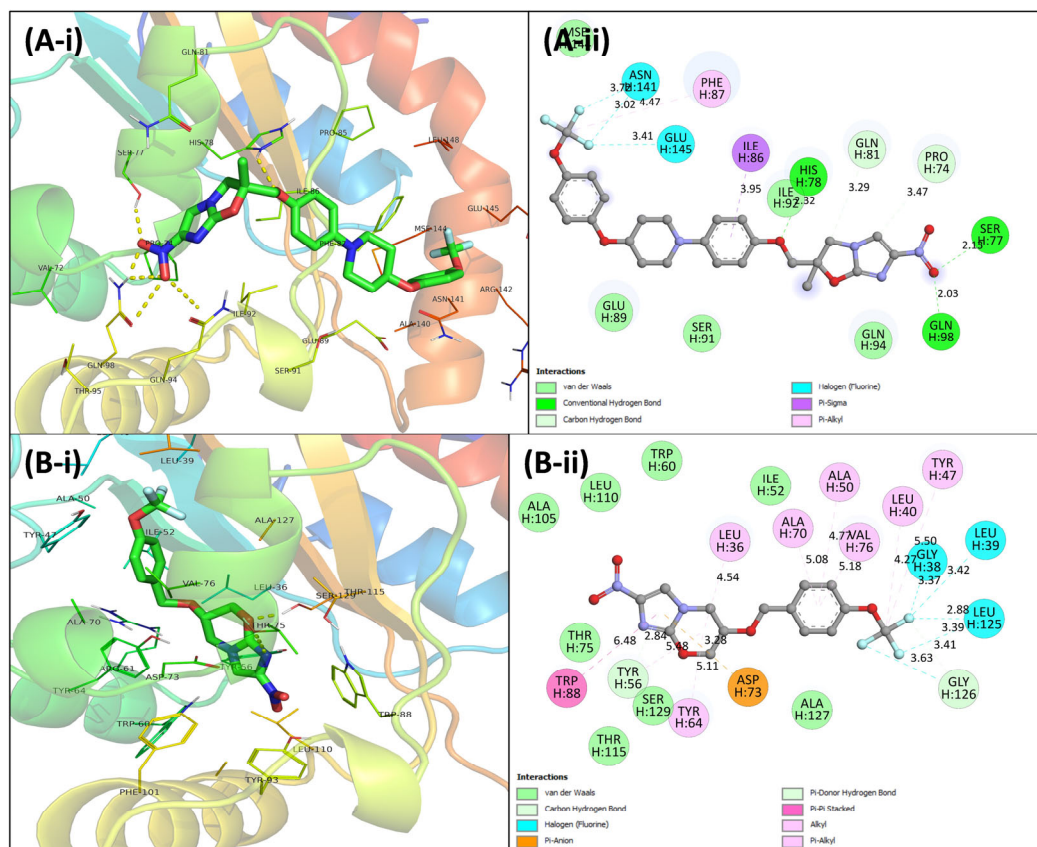 (A-i)
GLN-81
SER-77
HIS-78
PRO-85
LEU-148
ILE-86
GLU-145
PHE-87
MSE-144
VAL-72
ASN-141
ARG-142
ILE-92
ALA-140
GLU-89
GLN-98
GLN-94
SER-91
THR-95
(A-ii)
MSE
ASN
H:141
PHE
H:87
3.02
4.47
3.41
GLU
H:145
ILE
H:86
3.95
HIS
H:78
ILE
H:92
2.32
GLN
H:81
3.29
PRO
H:74
3.47
SER
H:77
2.15
2.03
GLU
H:89
SER
H:91
GLN
H:94
GLN
H:98
Interactions
van der Waals
Conventional Hydrogen Bond
Carbon Hydrogen Bond
Halogen (Fluorine)
Pi-Sigma
Pi-Alkyl
(B-i)
LEU-39
ALA-50
TYR-47
ILE-52
ALA-127
VAL-76
LEU-36
SER-129
THR-115
THR-75
ALA-70
ARG-61
ASP-73
TYR-64
TRP-60
TRP-88
LEU-110
TYR-93
PHE-101
(B-ii)
TRP
H:60
LEU
H:110
ALA
H:105
ILE
H:52
ALA
H:50
TYR
H:47
LEU
H:40
ALA
H:70
VAL
H:76
LEU
H:36
GLY
H:38
LEU
H:39
4.77
5.50
4.27
3.42
3.37
4.54
5.08
5.18
2.88
LEU
H:125
3.39
3.41
3.63
THR
H:75
6.48
2.84
5.48
3.28
5.11
TRP
H:88
TYR
H:56
SER
H:129
TYR
H:64
ASP
H:73
ALA
H:127
GLY
H:126
THR
H:115
Interactions
van der Waals
Carbon Hydrogen Bond
Halogen (Fluorine)
Pi-Anion
Pi-Donor Hydrogen Bond
Pi-Pi Stacked
Alkyl
Pi-Alkyl